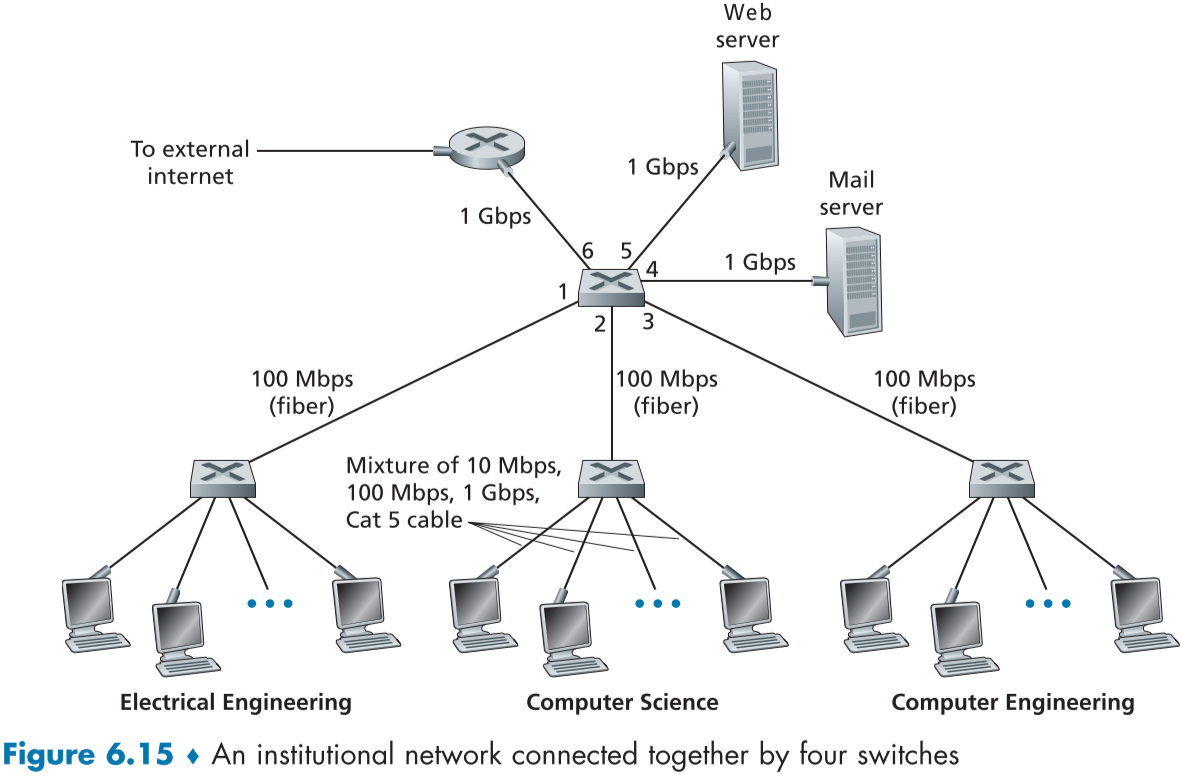 Web
server
To external
internet
1 Gbps
Mail
server
1 Gbps
6
5
4
1 Gbps
1
2
3
100 Mbps
(fiber)
100 Mbps
(fiber)
100 Mbps
(fiber)
Mixture of 10 Mbps,
100 Mbps, 1 Gbps,
Cat 5 cable
Electrical Engineering
Computer Science
Computer Engineering
Figure 6.15 ♦ An institutional network connected together by four switches